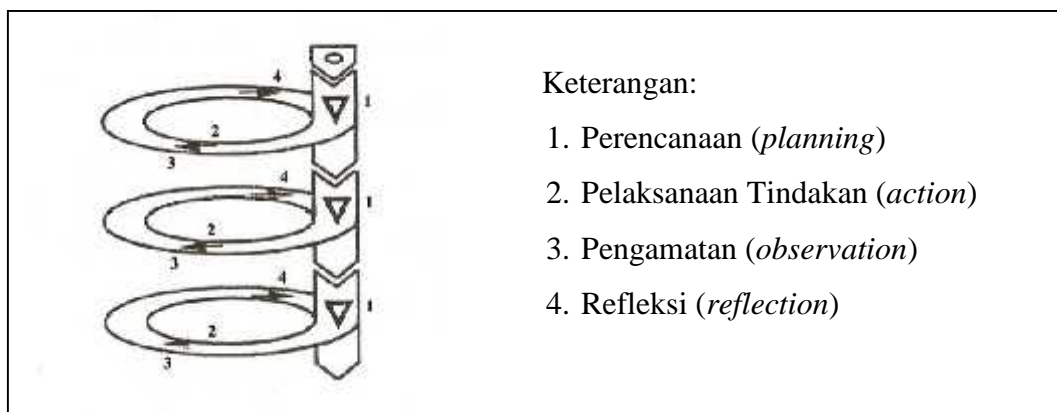 4
1
2
3
4
1
2
3
4
1
2
3
Keterangan:
1. Perencanaan (planning)
2. Pelaksanaan Tindakan (action)
3. Pengamatan (observation)
4. Refleksi (reflection)